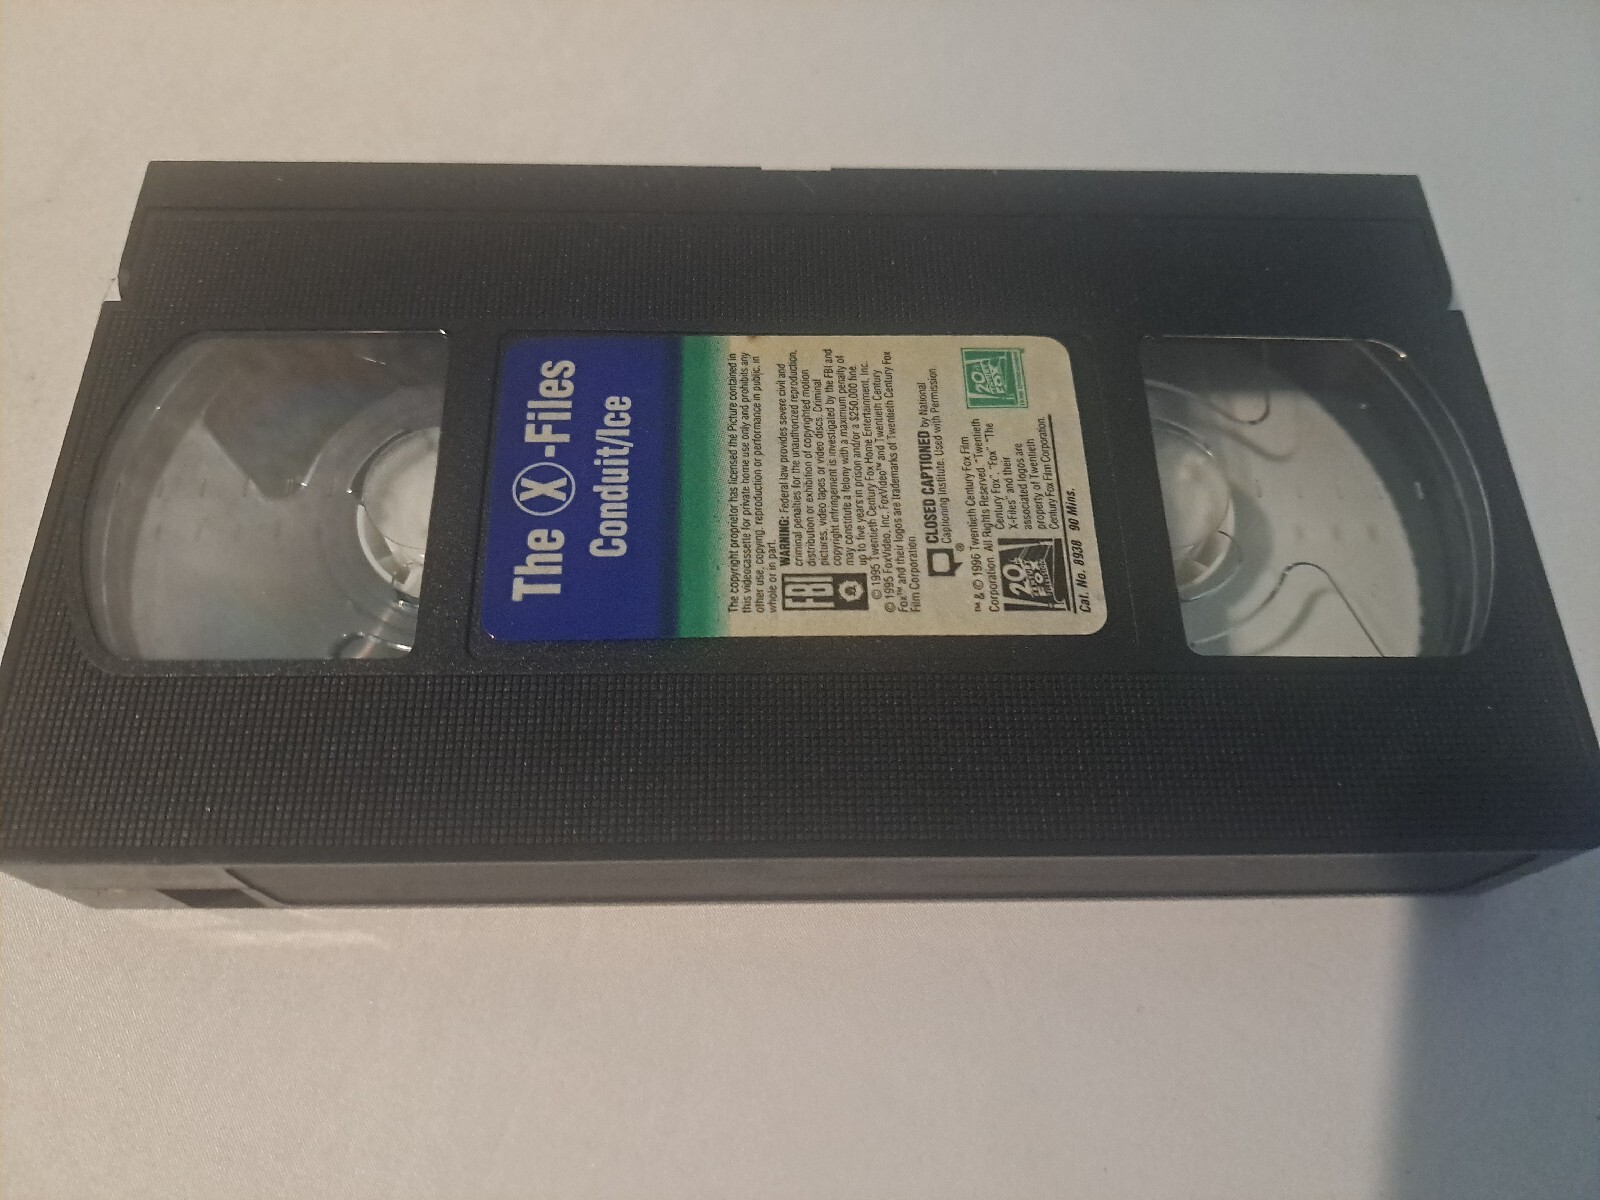 The X-Files
Conduit/Ice
The copyright proprietor has licensed the Picture contained in
this videocassette for private home use only and prohibits any
other use, copying, reproduction or performance in public, in
whole or in part.
FBI
WARNING: Federal law provides severe civil and
criminal penalties for the unauthorized reproduction,
distribution or exhibition of copyrighted motion
pictures, video tapes or video discs. Criminal
copyright infringement is investigated by the FBI and
may constitute a felony with a maximum penalty of
up to five years in prison and/or a $250,000 fine.
© 1995 Twentieth Century Fox Home Entertainment, Inc.
© 1995 FoxVideo, Inc. FoxVideo™ and Twentieth Century
Fox™ and their logos are trademarks of Twentieth Century Fox
Film Corporation.
CLOSED CAPTIONED by National
Captioning Institute. Used with Permission.
®
20th
CENTURY
FOX
™ & © 1996 Twentieth Century Fox Film
Corporation. All Rights Reserved. "Twentieth
Century Fox", "Fox" "The
X-Files" and their
associated logos are
property of Twentieth
Century Fox Film Corporation.
20th
CENTURY
FOX
Cat. No. 8938 90 Mins.